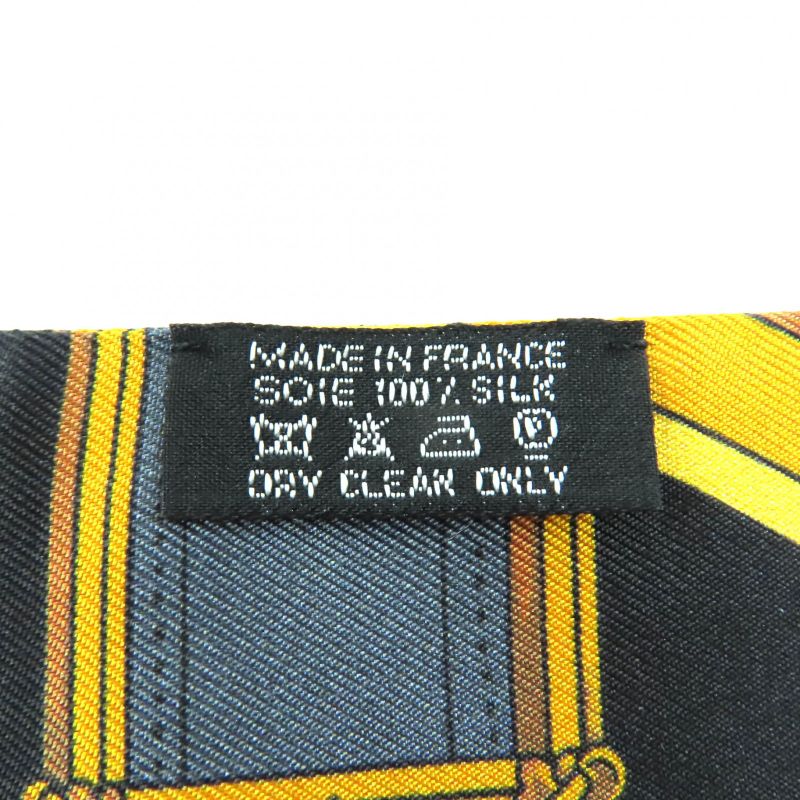 MADE IN FRANCE
SOIE 100% SILK
P
DRY CLEAN ONLY